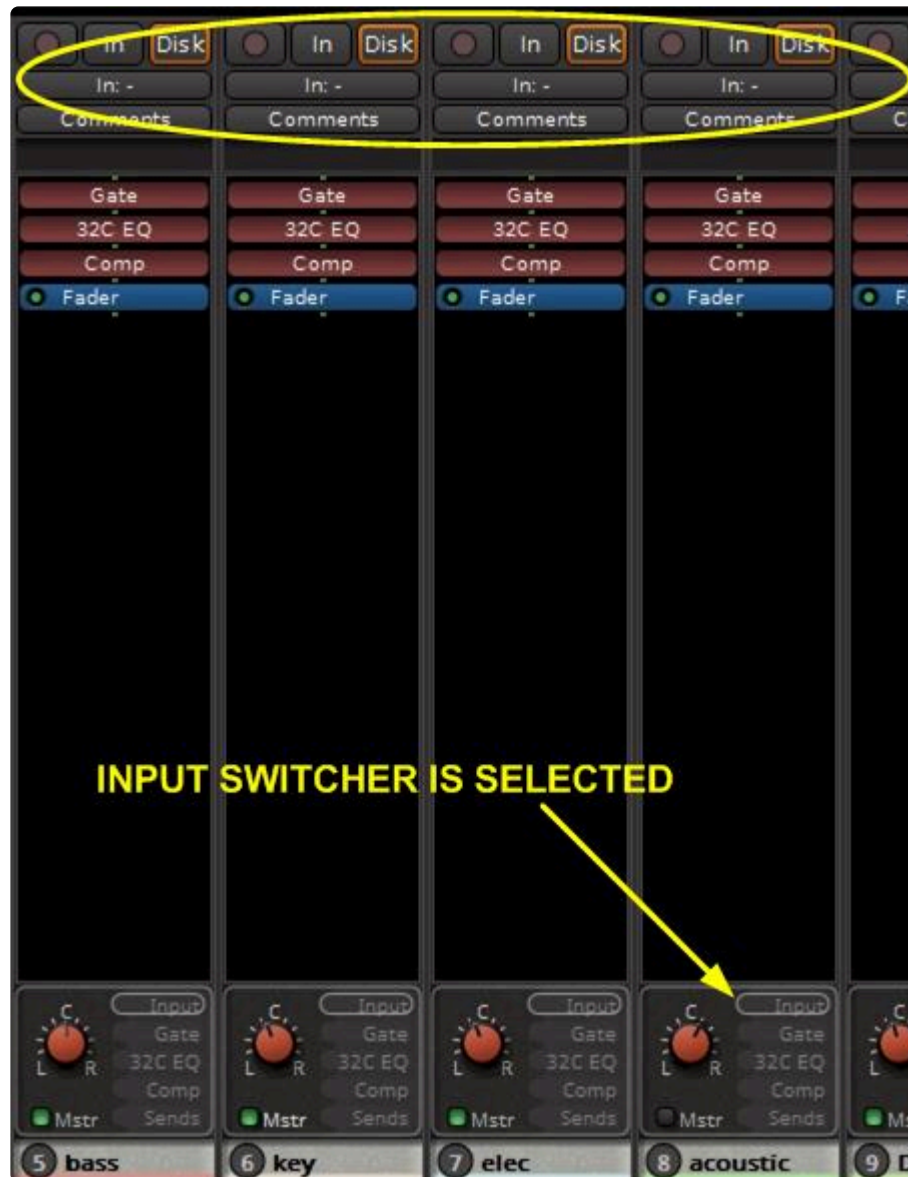 In Disk In Disk In Disk In Disk
In: - In: - In: - In: -
Comments Comments Comments Comments C
Gate Gate Gate Gate
32C EQ 32C EQ 32C EQ 32C EQ
Comp Comp Comp Comp
Fader Fader Fader Fader F
INPUT SWITCHER IS SELECTED
C Input C Input C Input C Input C
Gate Gate Gate Gate
L R 32C EQ L R 32C EQ L R 32C EQ L R 32C EQ L
Comp Comp Comp Comp
Mstr Sends Mstr Sends Mstr Sends Mstr Sends Ms
5 bass 6 key 7 elec 8 acoustic 9 D